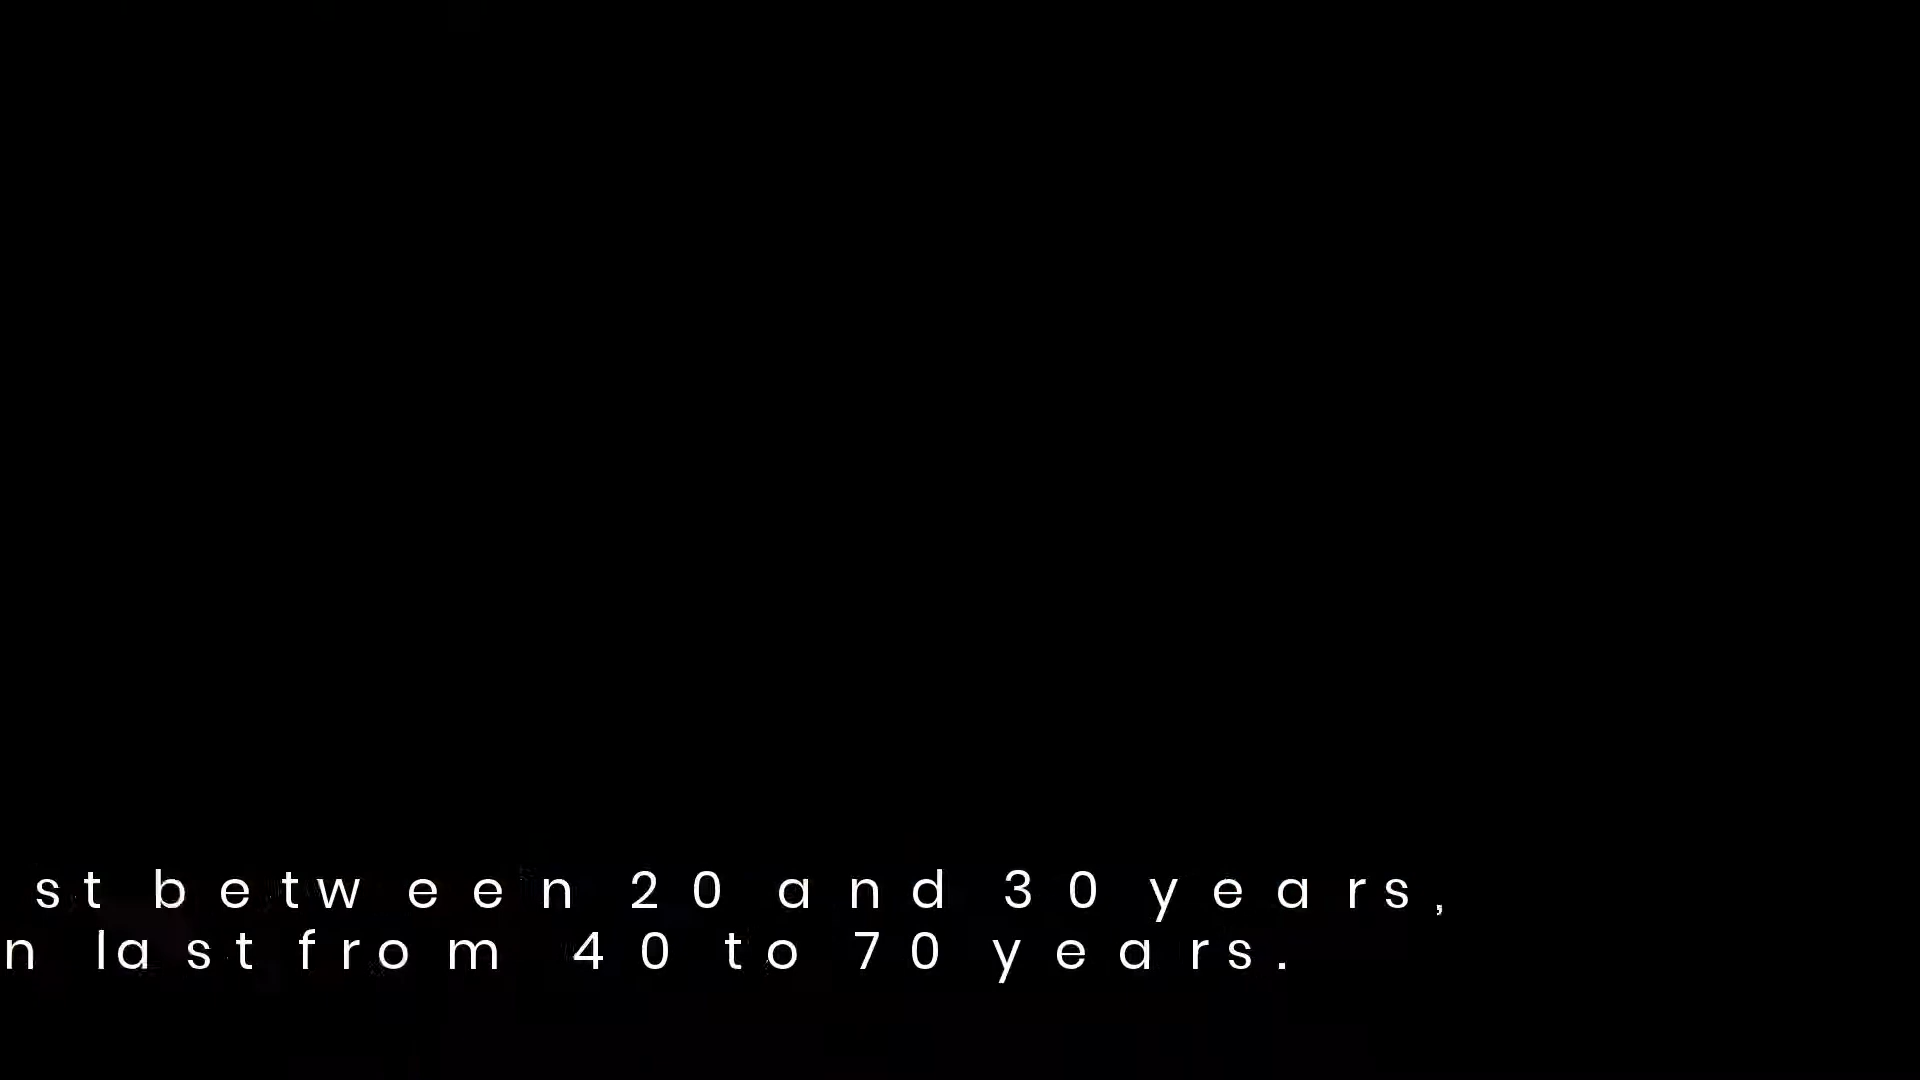 st between 20 and 30 years,
n last from 40 to 70 years.